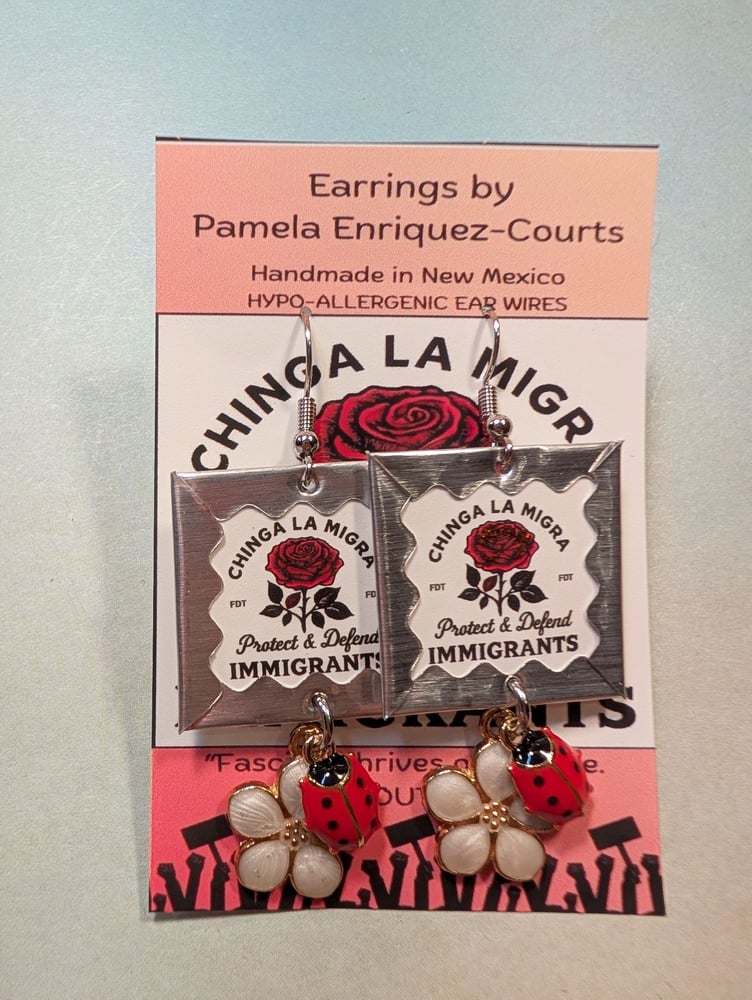 Earrings by
Pamela Enriquez-Courts
Handmade in New Mexico
HYPO-ALLERGENIC EAR WIRES
CHINGA LA MIGR
CHINGA LA MIGRA
FDT
Protect & Defend
IMMIGRANTS
CHINGA LA MIGRA
FDT FDT
Protect & Defend
IMMIGRANTS